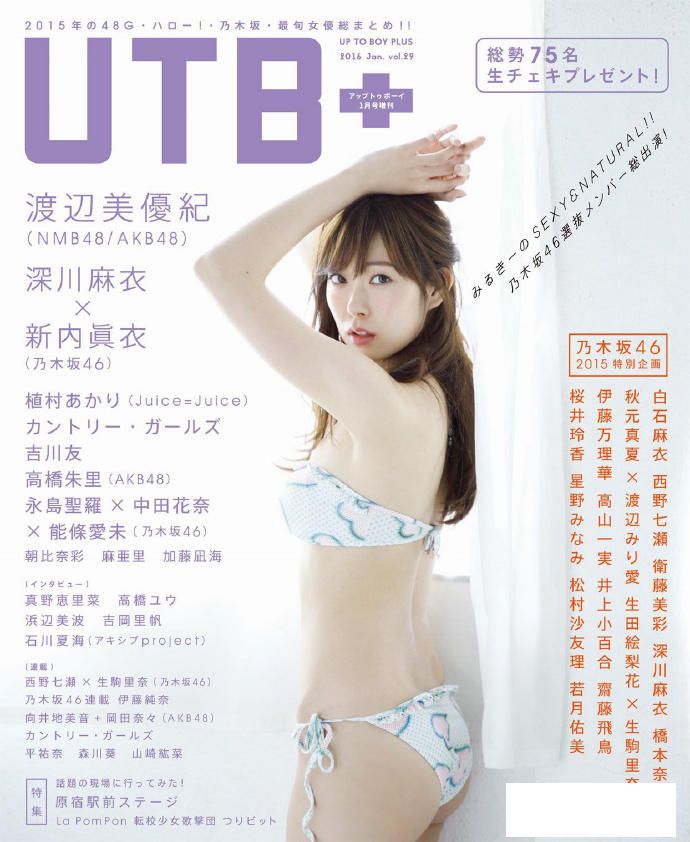 2015年の48G・ハロー!・乃木坂・最旬女優総まとめ!!
UTB+
UP TO BOY PLUS
2016 Jan. vol.29
アップトゥボーイ
1月号増刊
総勢75名
生チェキプレゼント!
みるきーのSEXY&NATURAL!!
乃木坂46選抜メンバー総出演!
渡辺美優紀
(NMB48/AKB48)
深川麻衣
×
新内眞衣
(乃木坂46)
植村あかり(Juice=Juice)
カントリー・ガールズ
吉川友
高橋朱里(AKB48)
永島聖羅×中田花奈
×能條愛未(乃木坂46)
朝比奈彩 麻亜里 加藤凪海
(インタビュー)
真野恵里菜 高橋ユウ
浜辺美波 吉岡里帆
石川夏海(アキシブproject)
(連載)
西野七瀬×生駒里奈(乃木坂46)
乃木坂46連載 伊藤純奈
向井地美音+岡田奈々(AKB48)
カントリー・ガールズ
平祐奈 森川葵 山崎紘菜
特集
話題の現場に行ってみた!
原宿駅前ステージ
La PomPon 転校少女歌撃団 つりビット
乃木坂46
2015特別企画
白石麻衣 西野七瀬 衛藤美彩 深川麻衣 橋本奈
秋元真夏×渡辺みり愛 生田絵梨花×生駒里奈
伊藤万理華 高山一実 井上小百合 齋藤飛鳥
桜井玲香 星野みなみ 松村沙友理 若月佑美